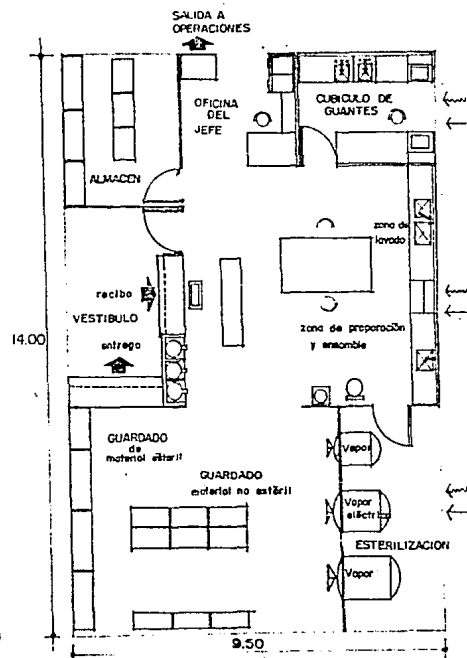 SALIDA A
OPERACIONES
OFICINA
DEL
JEFE
CUBICULO DE
GUANTES
ALMACEN
zona de
lavado
recibo
VESTIBULO
entrega
14.00
zona de preparación
y ensamble
GUARDADO
de
material estéril
GUARDADO
material no estéril
Vapor
Vapor
eléctri
ESTERILIZACION
Vapor
9.50